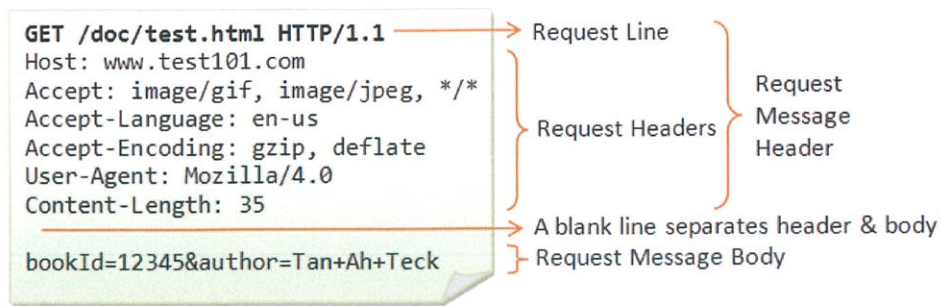 GET /doc/test.html HTTP/1.1
Host: www.test101.com
Accept: image/gif, image/jpeg, */*
Accept-Language: en-us
Accept-Encoding: gzip, deflate
User-Agent: Mozilla/4.0
Content-Length: 35
bookId=12345&author=Tan+Ah+Teck
Request Line
Request Headers
Request
Message
Header
A blank line separates header & body
Request Message Body